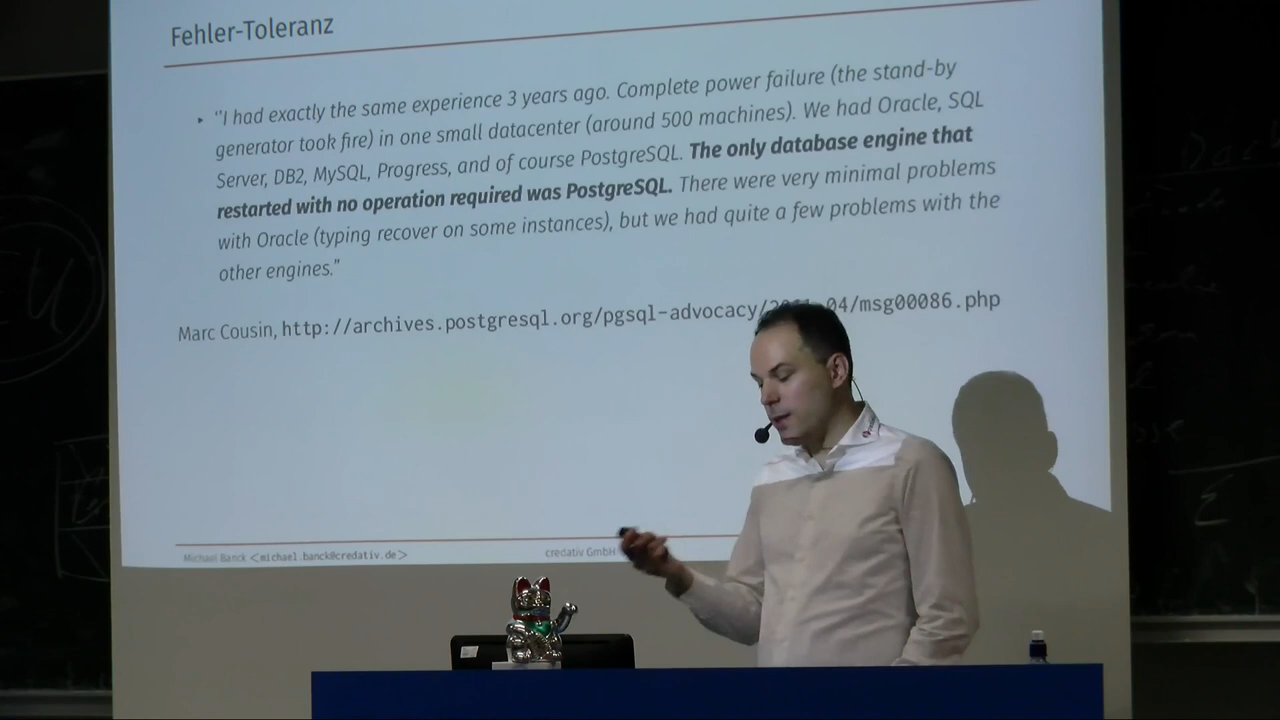 Fehler-Toleranz
‣ "I had exactly the same experience 3 years ago. Complete power failure (the stand-by
generator took fire) in one small datacenter (around 500 machines). We had Oracle, SQL
Server, DB2, MySQL, Progress, and of course PostgreSQL. The only database engine that
restarted with no operation required was PostgreSQL. There were very minimal problems
with Oracle (typing recover on some instances), but we had quite a few problems with the
other engines."
Marc Cousin, http://archives.postgresql.org/pgsql-advocacy/ 04/msg00086.php
Michael Banck <michael.banck@credativ.de>
credativ GmbH